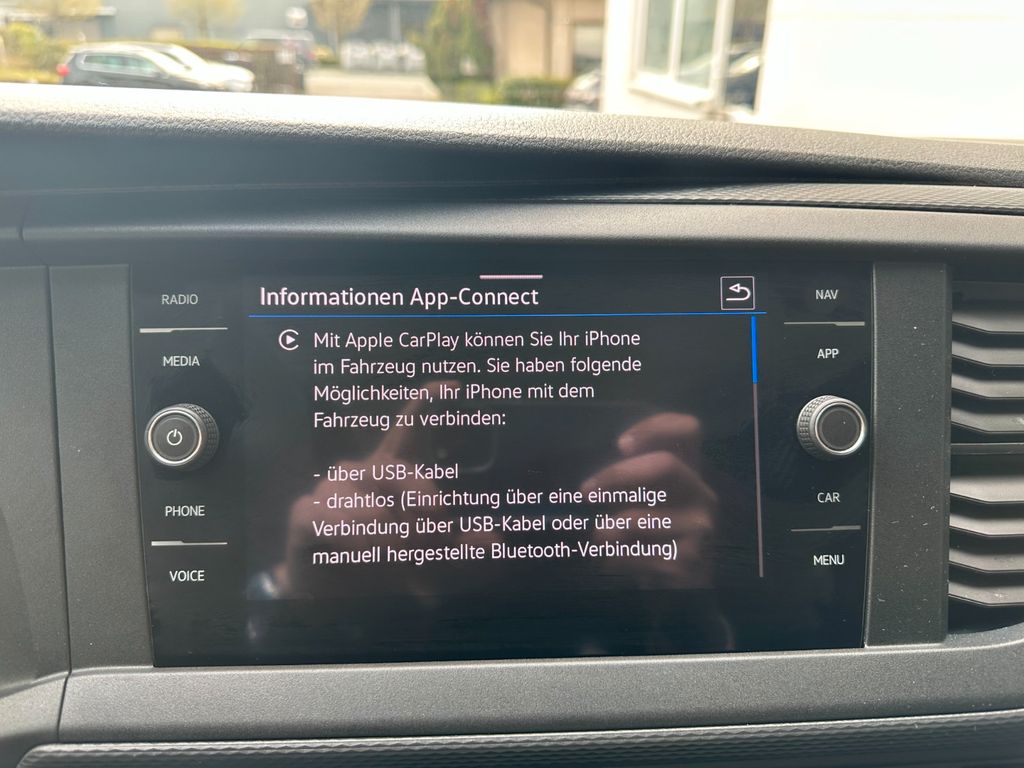 Informationen App-Connect
RADIO
MEDIA
PHONE
VOICE
Mit Apple CarPlay können Sie Ihr iPhone
im Fahrzeug nutzen. Sie haben folgende
Möglichkeiten, Ihr iPhone mit dem
Fahrzeug zu verbinden:
- über USB-Kabel
- drahtlos (Einrichtung über eine einmalige
Verbindung über USB-Kabel oder über eine
manuell hergestellte Bluetooth-Verbindung)
NAV
APP
CAR
MENU